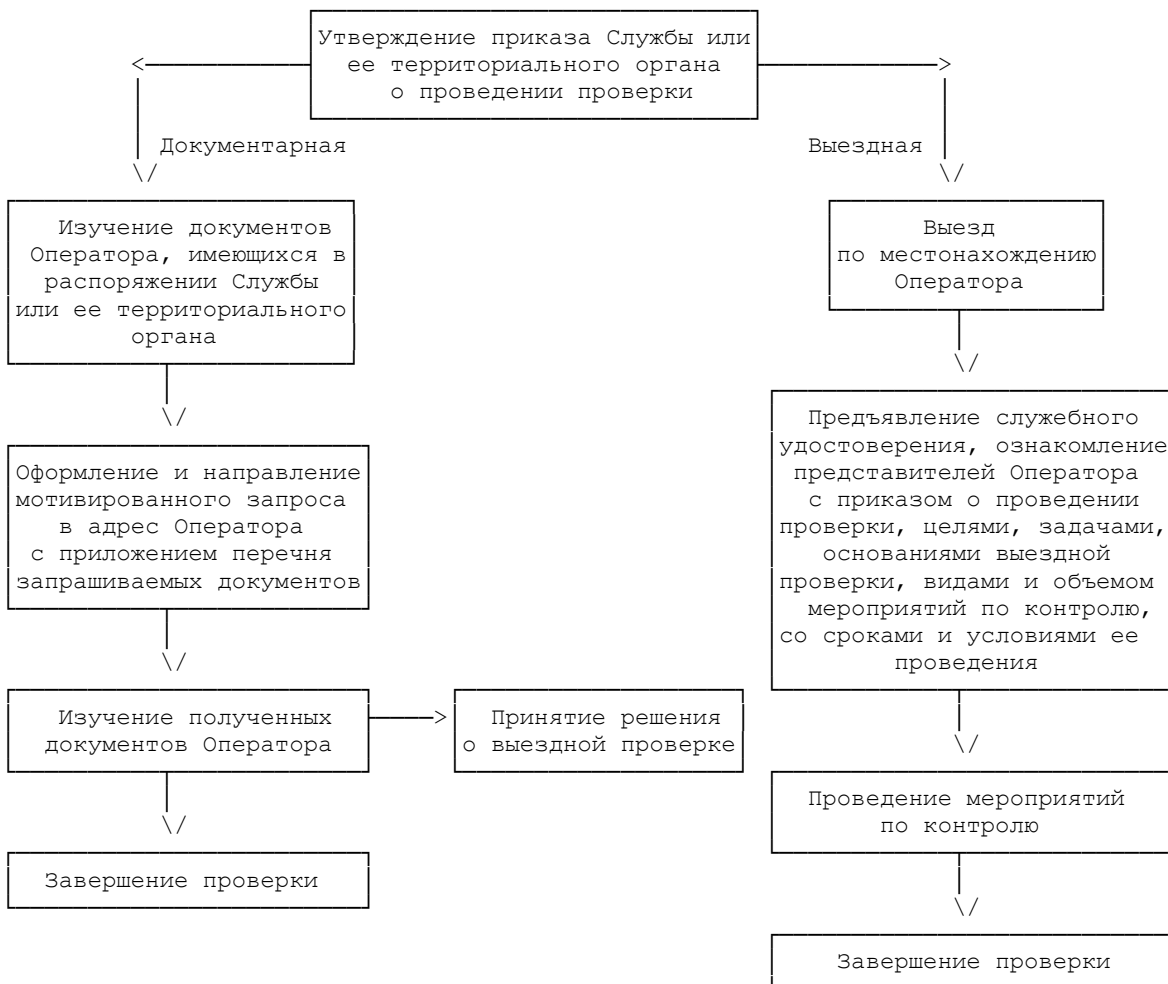 Утверждение приказа Службы или
ее территориального органа
о проведении проверки
Документарная
Выездная
Изучение документов
Оператора, имеющихся в
распоряжении Службы
или ее территориального
органа
Выезд
по местонахождению
Оператора
Оформление и направление
мотивированного запроса
в адрес Оператора
с приложением перечня
запрашиваемых документов
Предъявление служебного
удостоверения, ознакомление
представителей Оператора
с приказом о проведении
проверки, целями, задачами,
основаниями выездной
проверки, видами и объемом
мероприятий по контролю,
со сроками и условиями ее
проведения
Изучение полученных
документов Оператора
Принятие решения
о выездной проверке
Проведение мероприятий
по контролю
Завершение проверки
Завершение проверки